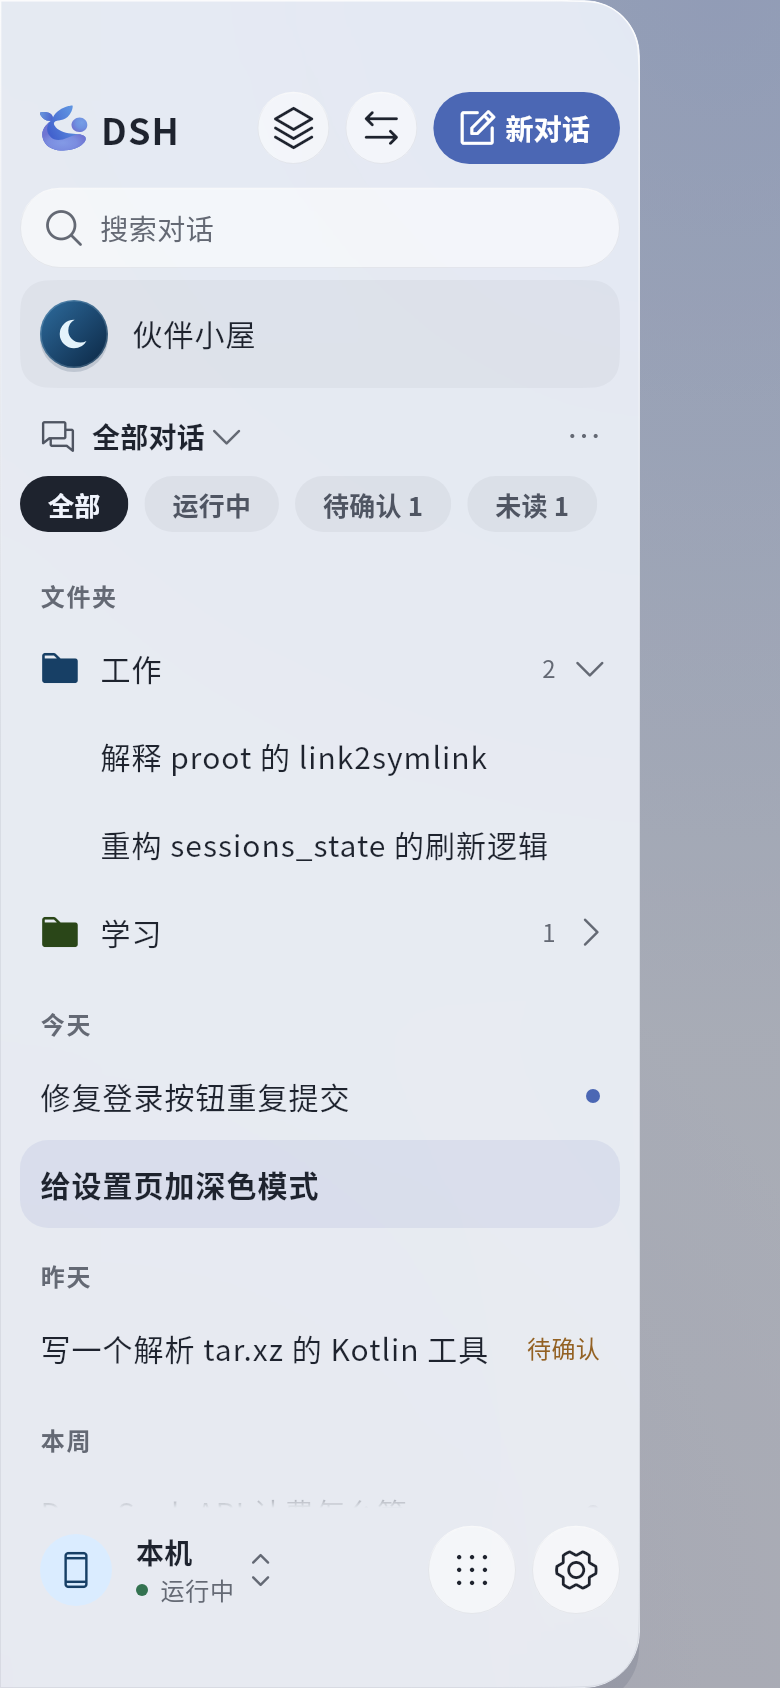 DSH
新对话
搜索对话
伙伴小屋
全部对话
全部 运行中 待确认 1 未读 1
文件夹
工作 2
解释 proot 的 link2symlink
重构 sessions_state 的刷新逻辑
学习 1
今天
修复登录按钮重复提交
给设置页加深色模式
昨天
写一个解析 tar.xz 的 Kotlin 工具 待确认
本周
本机
运行中